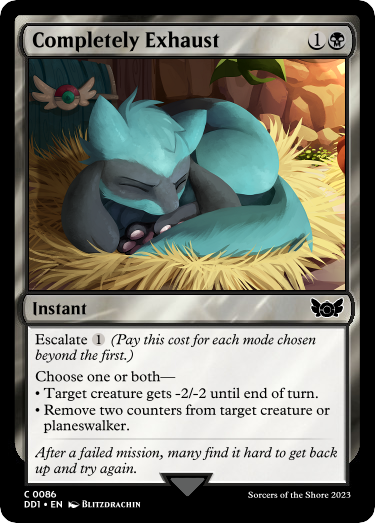 Completely Exhaust 1
Instant
Escalate 1 (Pay this cost for each mode chosen
beyond the first.)
Choose one or both—
• Target creature gets -2/-2 until end of turn.
• Remove two counters from target creature or
planeswalker.
After a failed mission, many find it hard to get back
up and try again.
C 0086
DD1 • EN Blitzdrachin
Sorcers of the Shore 2023